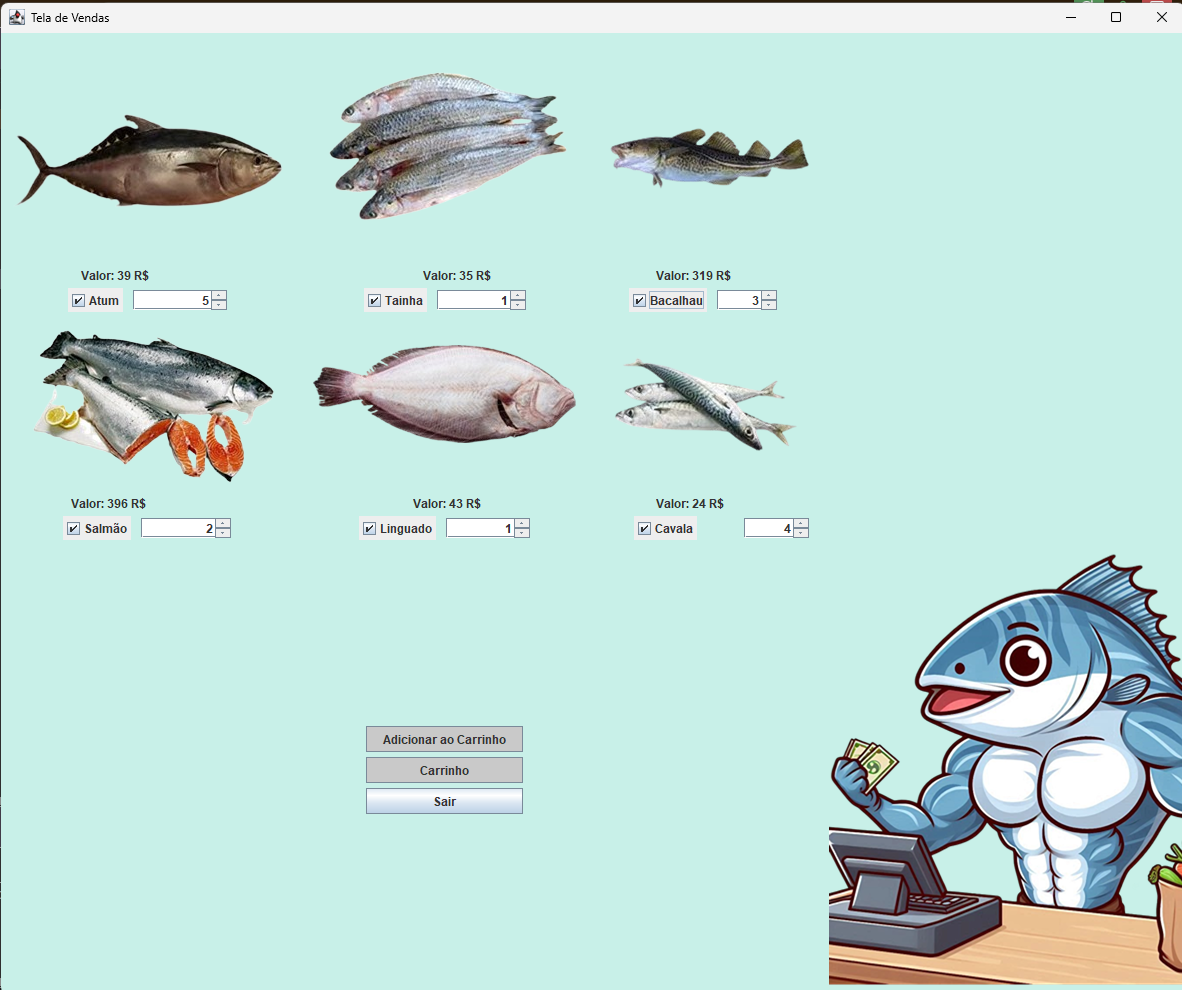 Tela de Vendas
Valor: 39 R$
Valor: 35 R$
Valor: 319 R$
Atum 5
Tainha 1
Bacalhau 3
Valor: 396 R$
Valor: 43 R$
Valor: 24 R$
Salmão 2
Linguado 1
Cavala 4
Adicionar ao Carrinho
Carrinho
Sair